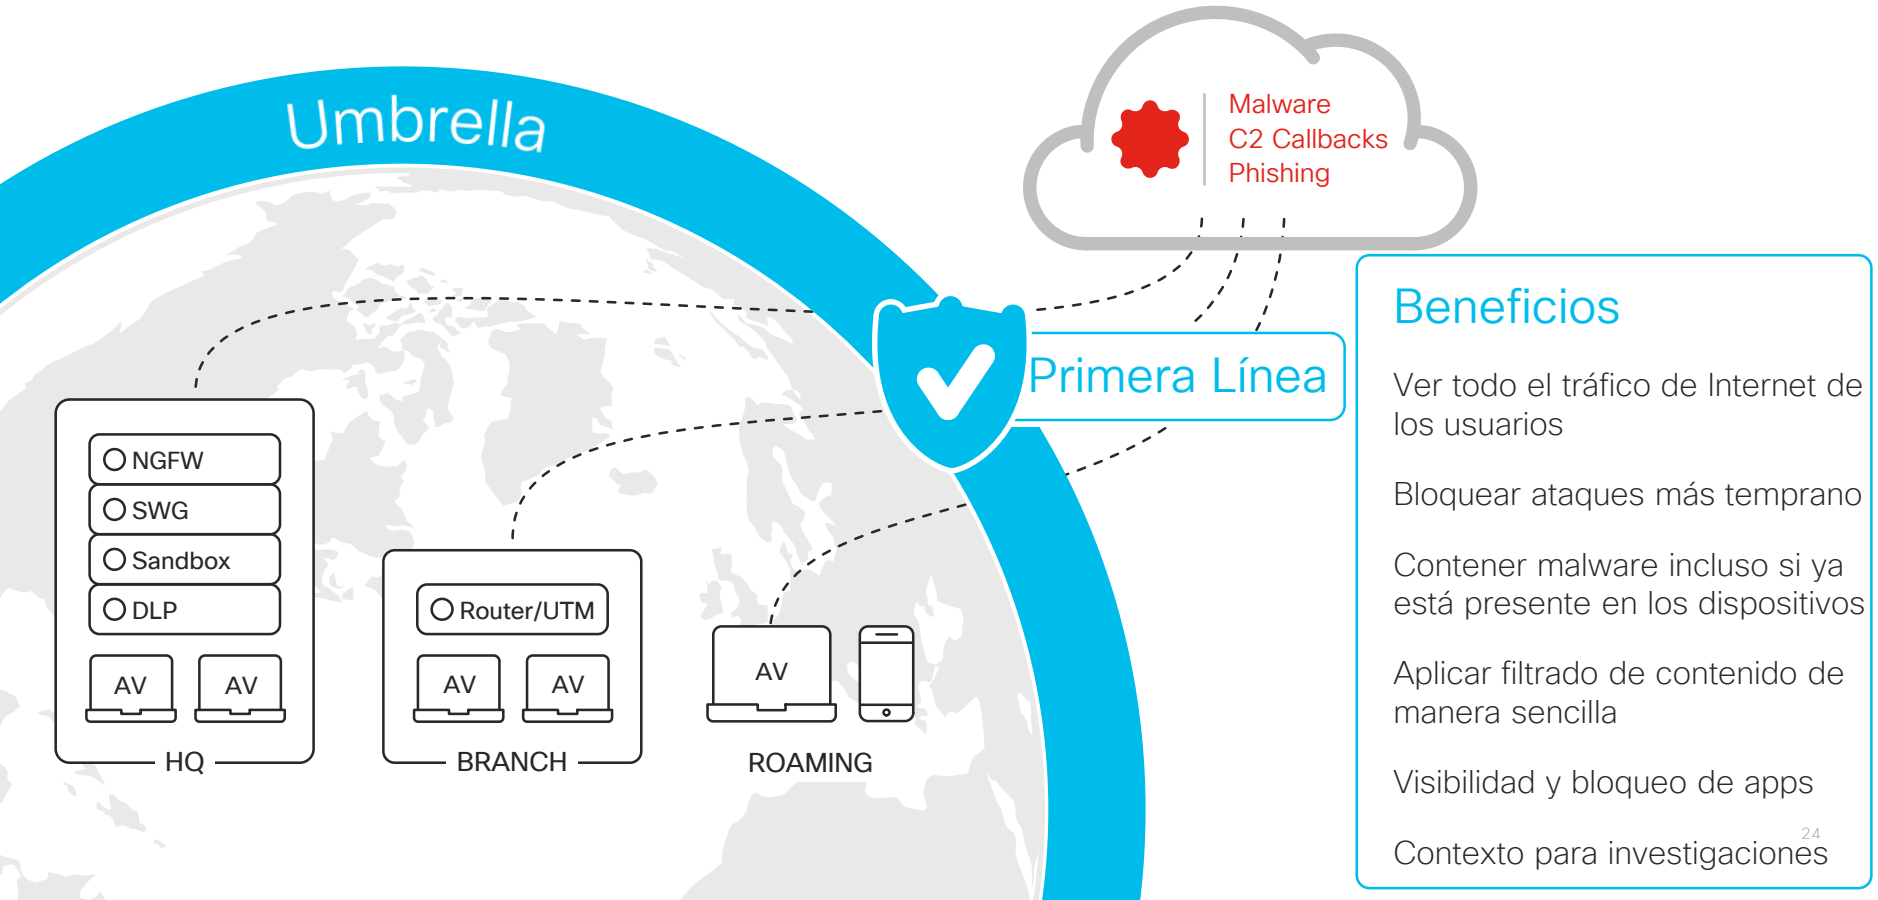 Umbrella
Malware
C2 Callbacks
Phishing
Primera Línea
NGFW
SWG
Sandbox
DLP
AV
AV
HQ
Router/UTM
AV
AV
BRANCH
AV
ROAMING
Beneficios
Ver todo el tráfico de Internet de
los usuarios
Bloquear ataques más temprano
Contener malware incluso si ya
está presente en los dispositivos
Aplicar filtrado de contenido de
manera sencilla
Visibilidad y bloqueo de apps
Contexto para investigaciones
24